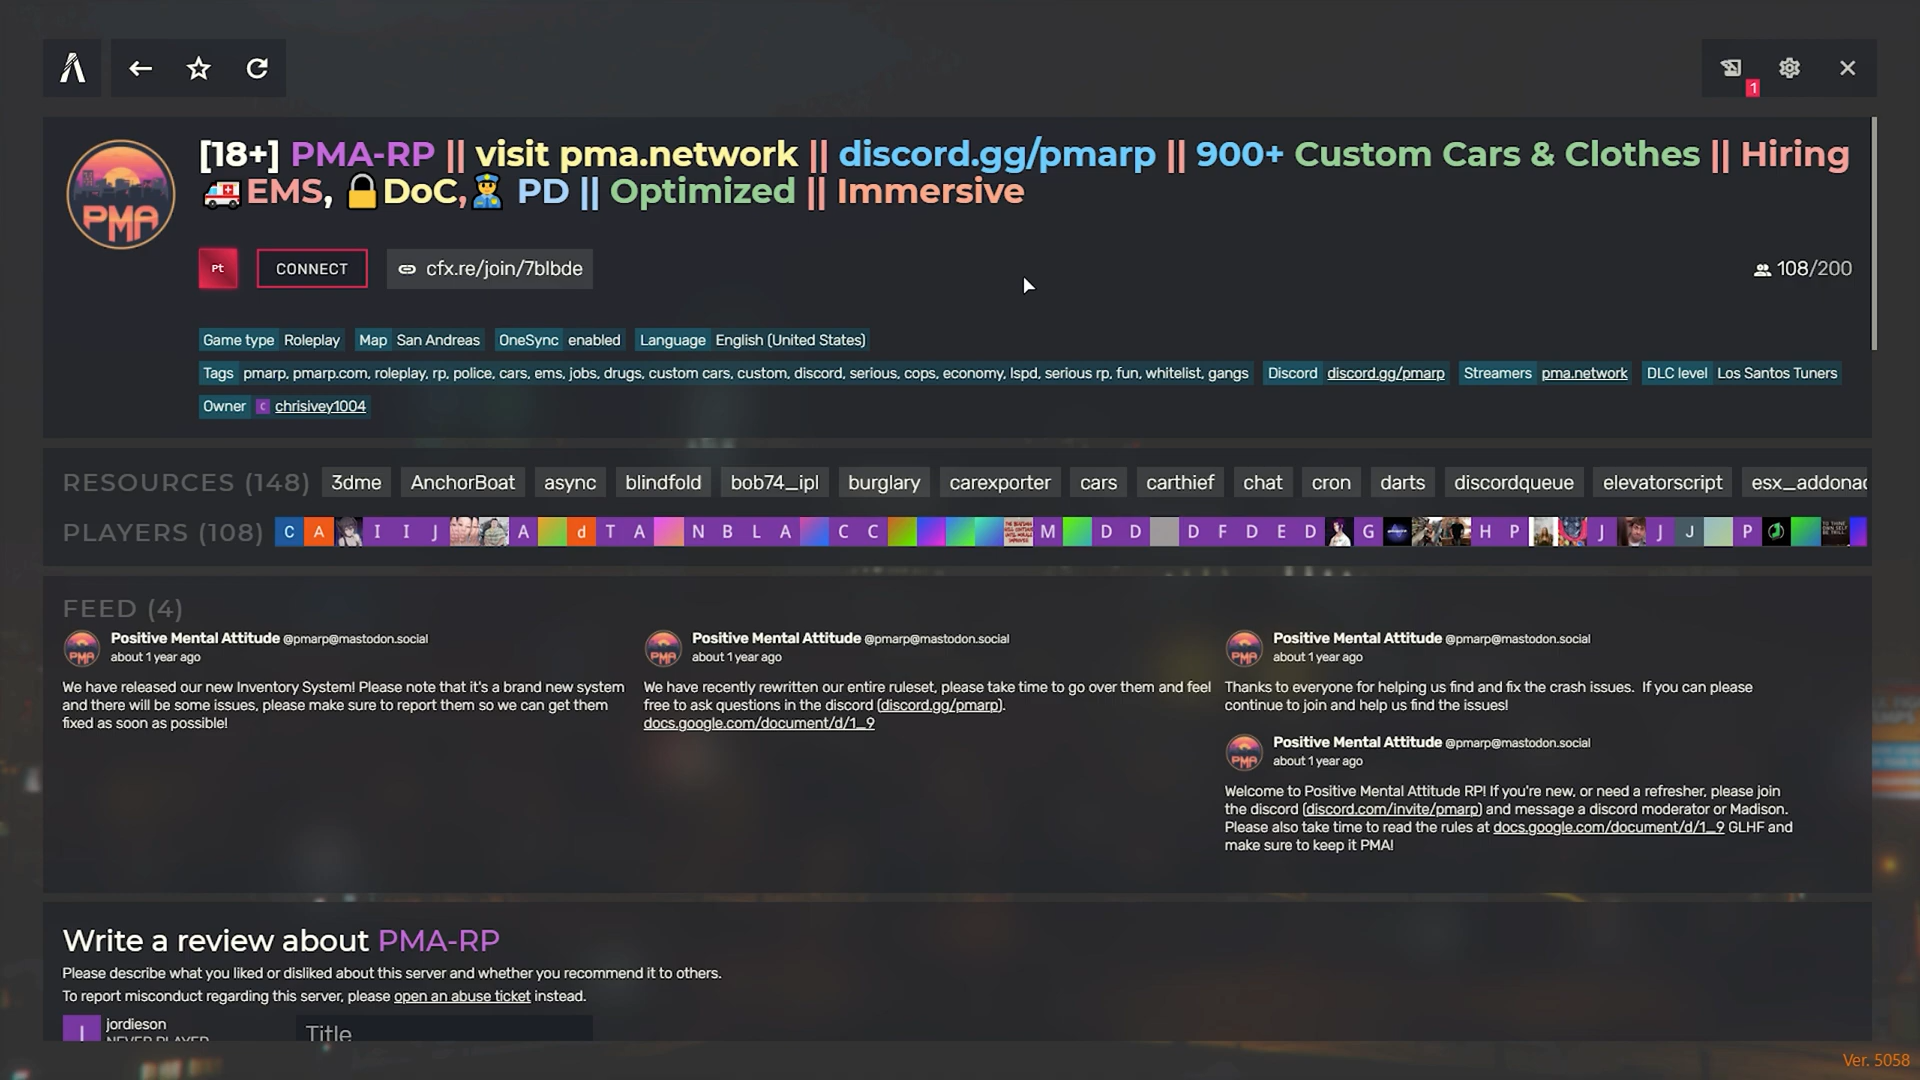 [18+] PMA-RP || visit pma.network || discord.gg/pmarp || 900+ Custom Cars & Clothes || Hiring
🚑EMS, 🔒DoC,👮 PD || Optimized || Immersive
PMA
Pt CONNECT cfx.re/join/7blbde 108/200
1
Game type Roleplay Map San Andreas OneSync enabled Language English (United States)
Tags pmarp, pmarp.com, roleplay, rp, police, cars, ems, jobs, drugs, custom cars, custom, discord, serious, cops, economy, lspd, serious rp, fun, whitelist, gangs Discord discord.gg/pmarp Streamers pma.network DLC level Los Santos Tuners
Owner C chrisivey1004
RESOURCES (148) 3dme AnchorBoat async blindfold bob74_ipl burglary carexporter cars carthief chat cron darts discordqueue elevatorscript esx_addonac
PLAYERS (108) C A I I J A d T A N B L A C C M D D D F D E D G H P J J J P
FEED (4)
Positive Mental Attitude @pmarp@mastodon.social
about 1 year ago
We have released our new Inventory System! Please note that it's a brand new system
and there will be some issues, please make sure to report them so we can get them
fixed as soon as possible!
Positive Mental Attitude @pmarp@mastodon.social
about 1 year ago
We have recently rewritten our entire ruleset, please take time to go over them and feel
free to ask questions in the discord (discord.gg/pmarp).
docs.google.com/document/d/1_9
Positive Mental Attitude @pmarp@mastodon.social
about 1 year ago
Thanks to everyone for helping us find and fix the crash issues. If you can please
continue to join and help us find the issues!
Positive Mental Attitude @pmarp@mastodon.social
about 1 year ago
Welcome to Positive Mental Attitude RP! If you're new, or need a refresher, please join
the discord (discord.com/invite/pmarp) and message a discord moderator or Madison.
Please also take time to read the rules at docs.google.com/document/d/1_9 GLHF and
make sure to keep it PMA!
Write a review about PMA-RP
Please describe what you liked or disliked about this server and whether you recommend it to others.
To report misconduct regarding this server, please open an abuse ticket instead.
jordieson
NEVER PLAYED
Title
Ver. 5058